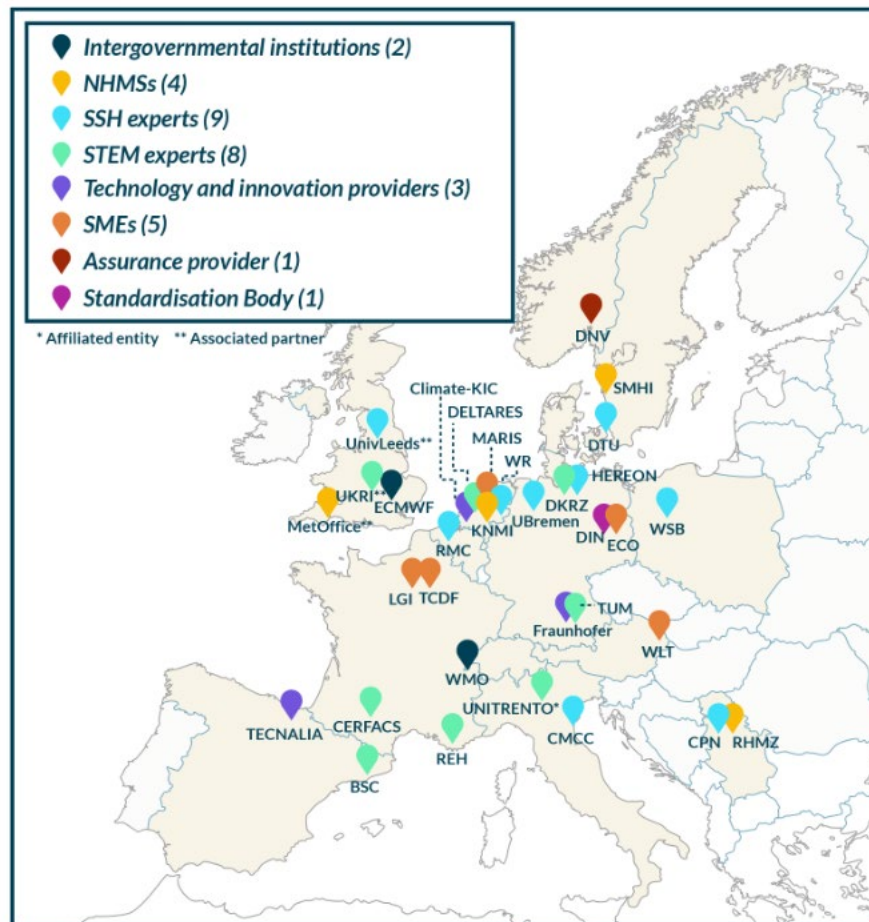 Intergovernmental institutions (2)
NHMSs (4)
SSH experts (9)
STEM experts (8)
Technology and innovation providers (3)
SMEs (5)
Assurance provider (1)
Standardisation Body (1)
* Affiliated entity ** Associated partner
DNV
Climate-KIC
SMHI
DELTARES
MARIS
UnivLeeds**
DTU
WR
HEREON
UKRI**
ECMWF
DKRZ
MetOffice**
KNMI
UBremen
WSB
RMC
DIN
ECO
LGI
TCDF
TUM
Fraunhofer
WLT
WMO
UNITRENTO*
CERFACS
TECNALIA
CMCC
CPN
RHMZ
REH
BSC